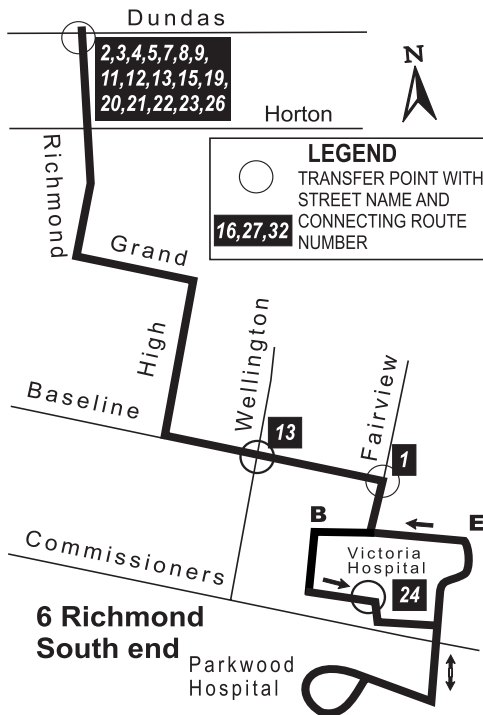 Dundas
2,3,4,5,7,8,9,
11,12,13,15,19,
20,21,22,23,26
N
Horton
Richmond
LEGEND
TRANSFER POINT WITH
STREET NAME AND
CONNECTING ROUTE
NUMBER
16,27,32
Grand
High
Wellington
Fairview
Baseline
13
1
B
E
Victoria
Hospital
Commissioners
24
6 Richmond
South end
Parkwood
Hospital